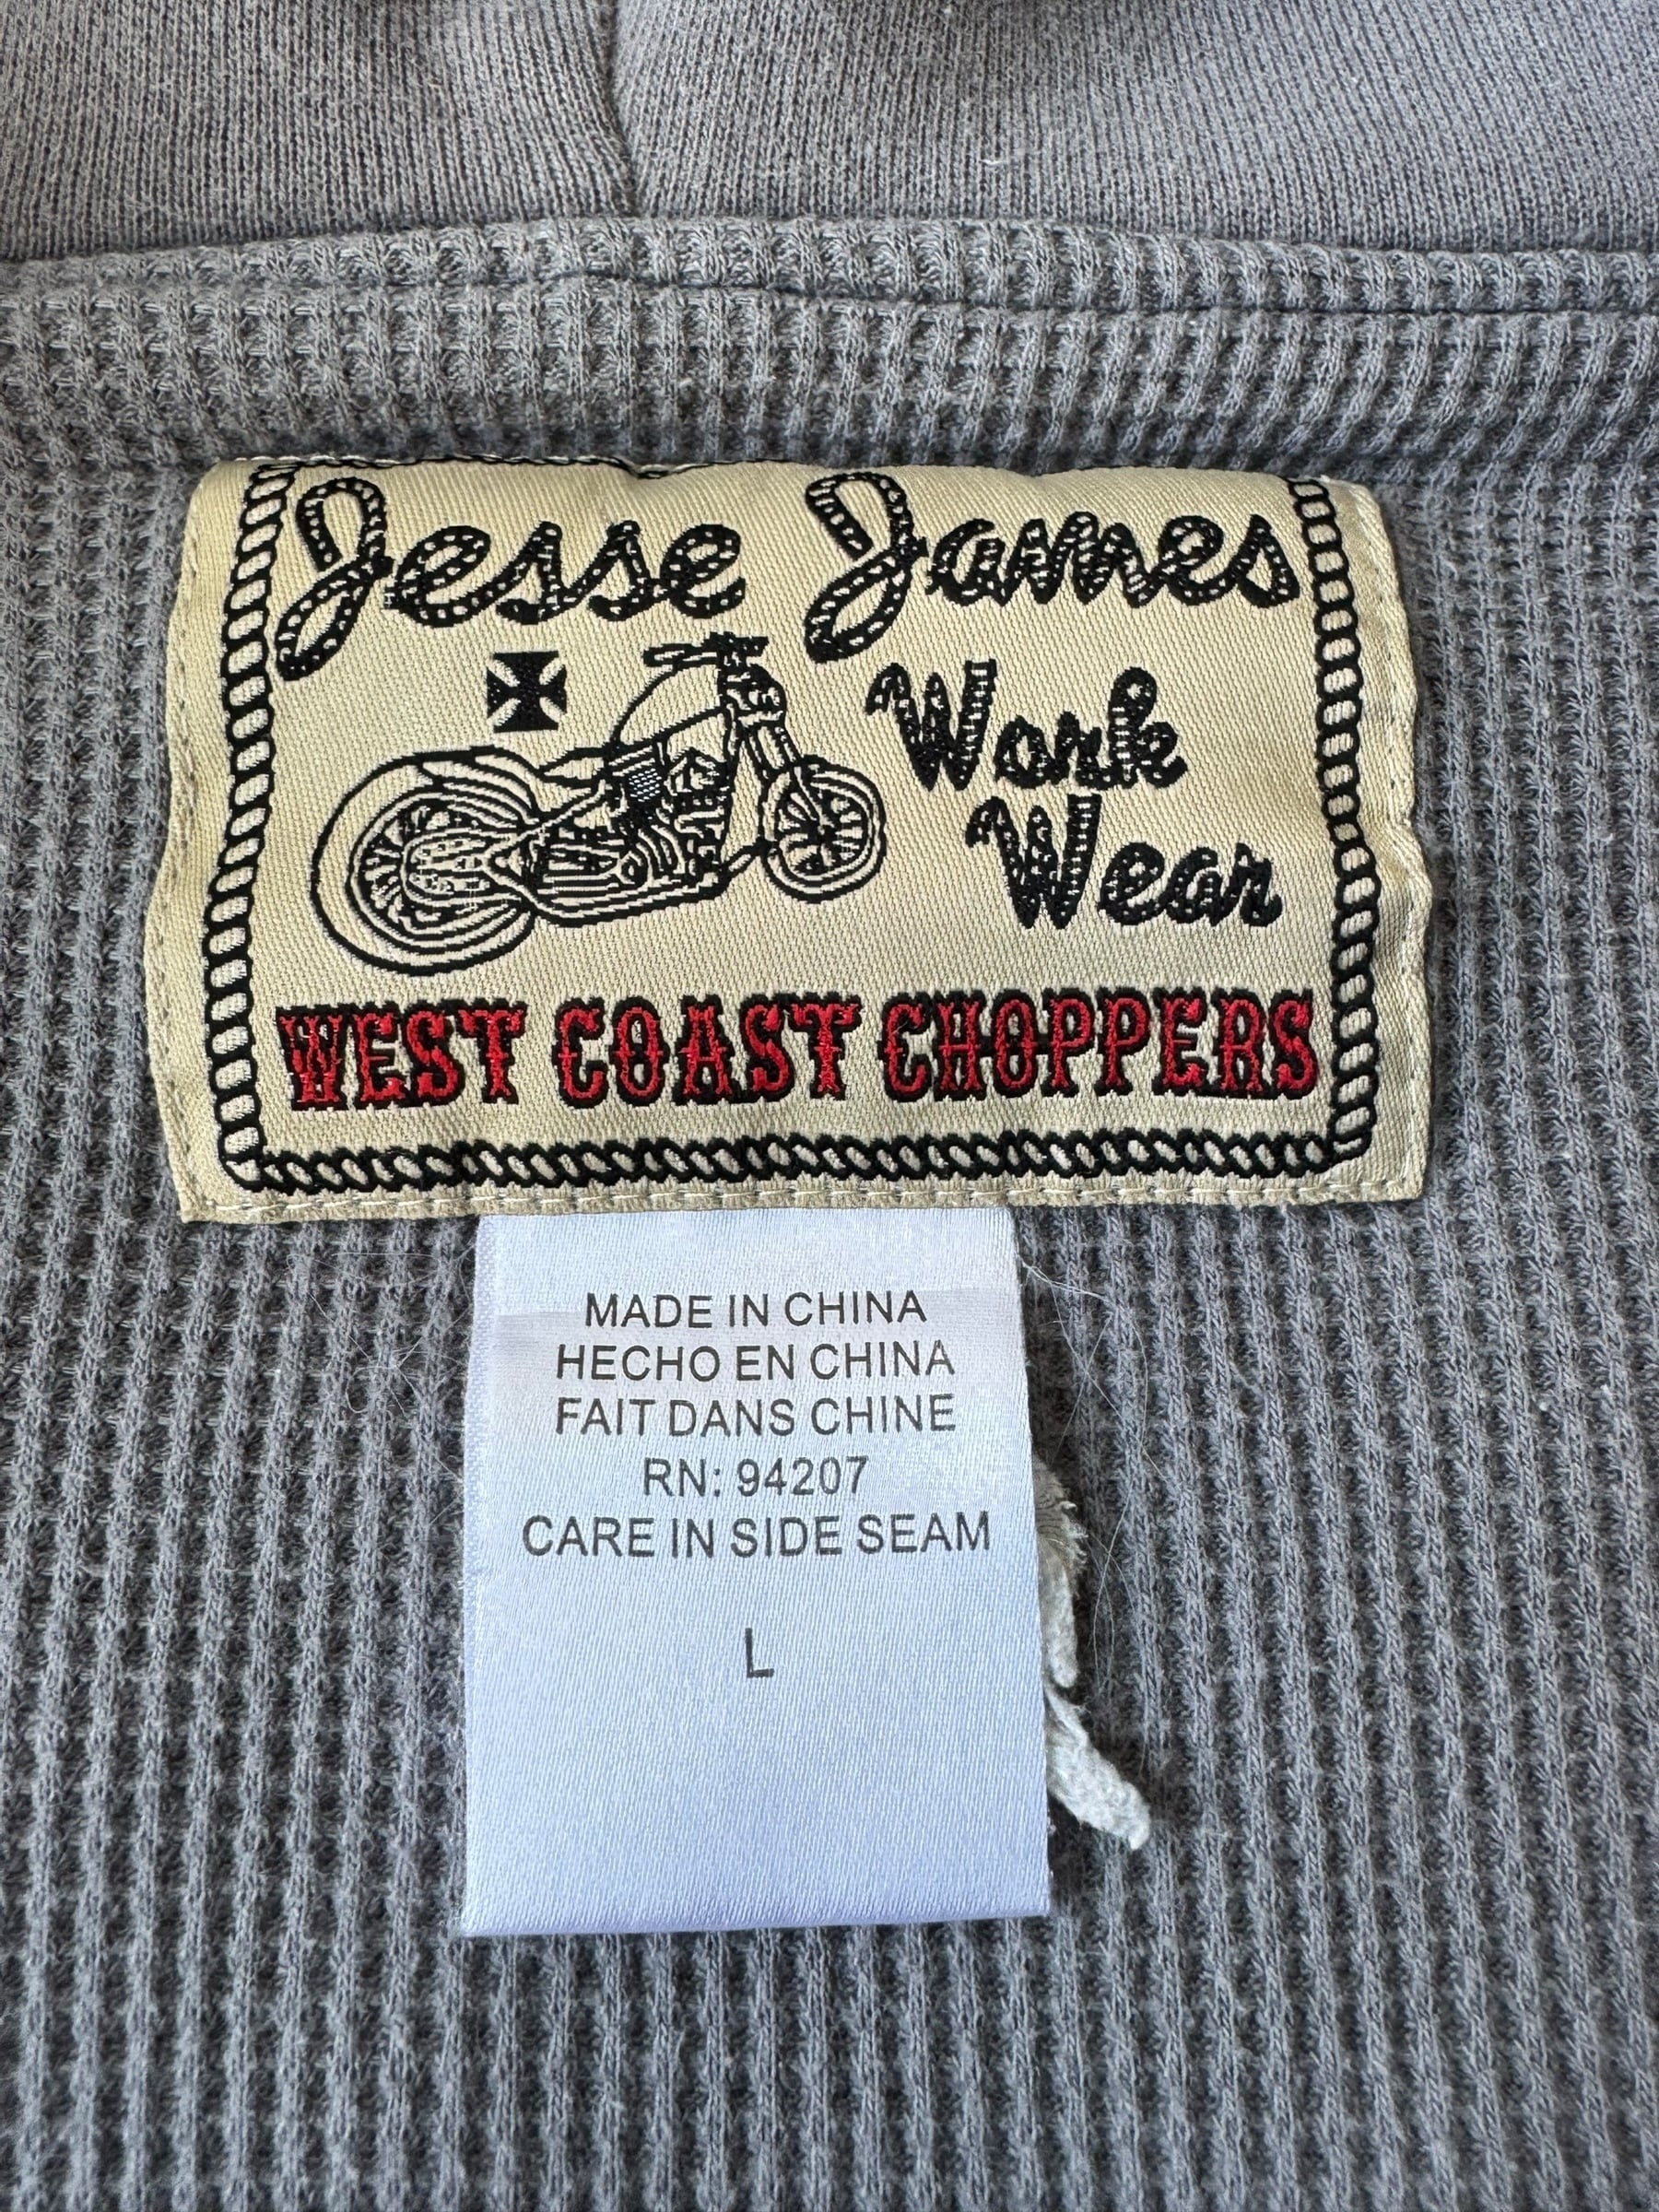 Jesse James
Work
Wear
WEST COAST CHOPPERS
MADE IN CHINA
HECHO EN CHINA
FAIT DANS CHINE
RN: 94207
CARE IN SIDE SEAM
L